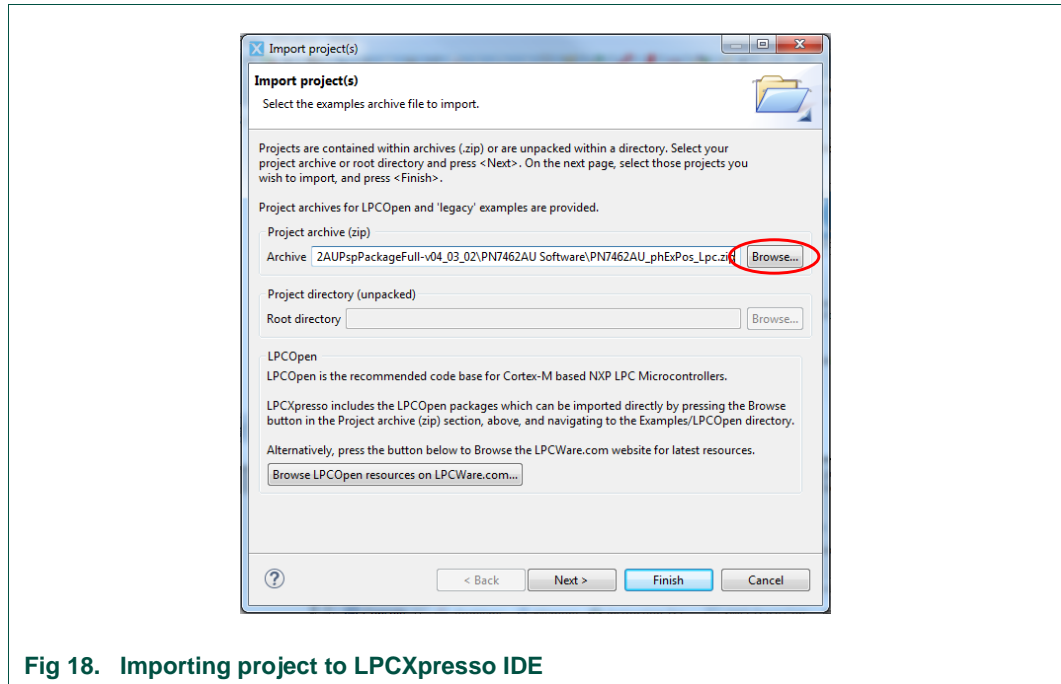 Import project(s)
Import project(s)
Select the examples archive file to import.
Projects are contained within archives (.zip) or are unpacked within a directory. Select your
project archive or root directory and press <Next>. On the next page, select those projects you
wish to import, and press <Finish>.
Project archives for LPCOpen and 'legacy' examples are provided.
Project archive (zip)
Archive 2AUPspPackageFull-v04_03_02\PN7462AU Software\PN7462AU_phExPos_Lpc.zip Browse...
Project directory (unpacked)
Root directory Browse...
LPCOpen
LPCOpen is the recommended code base for Cortex-M based NXP LPC Microcontrollers.
LPCXpresso includes the LPCOpen packages which can be imported directly by pressing the Browse
button in the Project archive (zip) section, above, and navigating to the Examples/LPCOpen directory.
Alternatively, press the button below to Browse the LPCWare.com website for latest resources.
Browse LPCOpen resources on LPCWare.com...
< Back Next > Finish Cancel
Fig 18. Importing project to LPCXpresso IDE